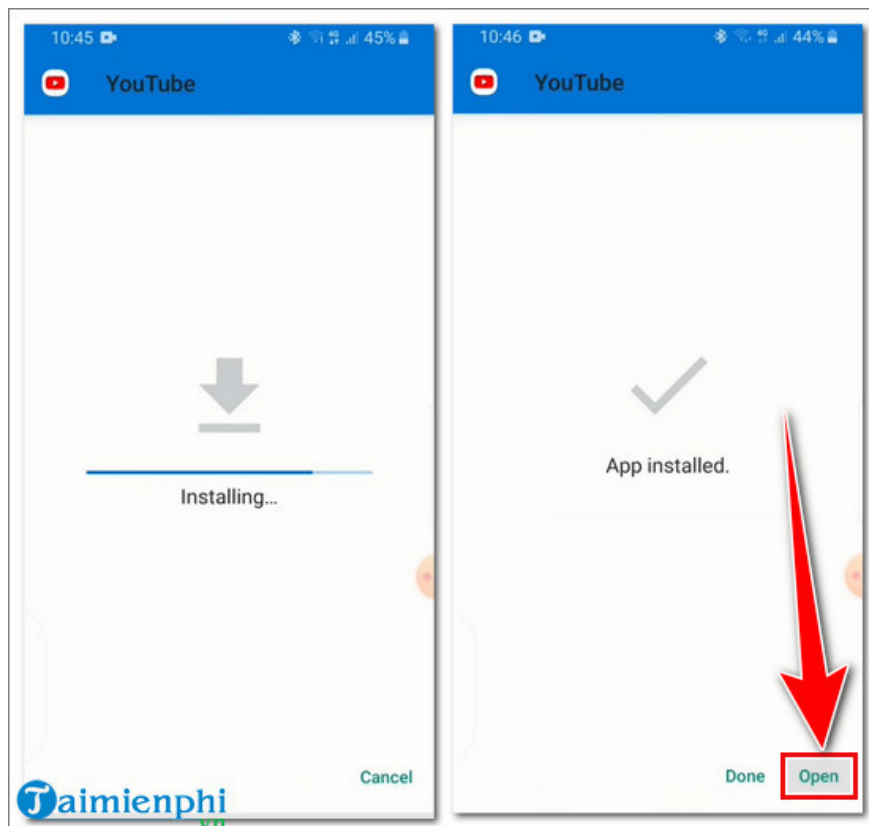 10:45 45%
YouTube
Installing...
Cancel
10:46 44%
YouTube
App installed.
Done Open
Taimienphi